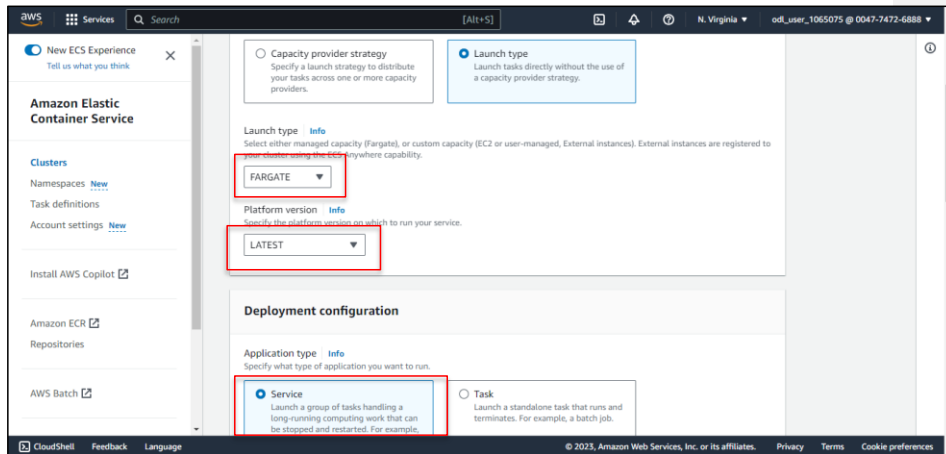 aws Services Search [Alt+S] N. Virginia odl_user_1065075 @ 0047-7472-6888
New ECS Experience
Tell us what you think
Amazon Elastic
Container Service
Clusters
Namespaces New
Task definitions
Account settings New
Install AWS Copilot
Amazon ECR
Repositories
AWS Batch
Capacity provider strategy
Specify a launch strategy to distribute
your tasks across one or more capacity
providers.
Launch type
Launch tasks directly without the use of
a capacity provider strategy.
Launch type Info
Select either managed capacity (Fargate), or custom capacity (EC2 or user-managed, External instances). External instances are registered to
your cluster using the ECS Anywhere capability.
FARGATE
Platform version Info
Specify the platform version on which to run your service.
LATEST
Deployment configuration
Application type Info
Specify what type of application you want to run.
Service
Launch a group of tasks handling a
long-running computing work that can
be stopped and restarted. For example,
Task
Launch a standalone task that runs and
terminates. For example, a batch job.
CloudShell Feedback Language © 2023, Amazon Web Services, Inc. or its affiliates. Privacy Terms Cookie preferences